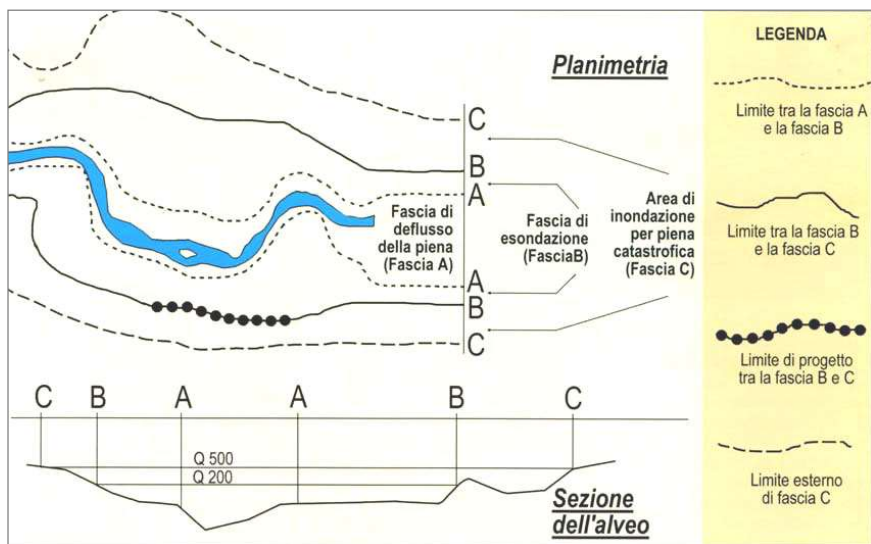 Planimetria
C
B
A
Fascia di
deflusso
della piena
(Fascia A)
Fascia di
esondazione
(FasciaB)
Area di
inondazione
per piena
catastrofica
(Fascia C)
A
B
C
C B A A B C
Q 500
Q 200
Sezione
dell'alveo
LEGENDA
Limite tra la fascia A
e la fascia B
Limite tra la fascia B
e la fascia C
Limite di progetto
tra la fascia B e C
Limite esterno
di fascia C